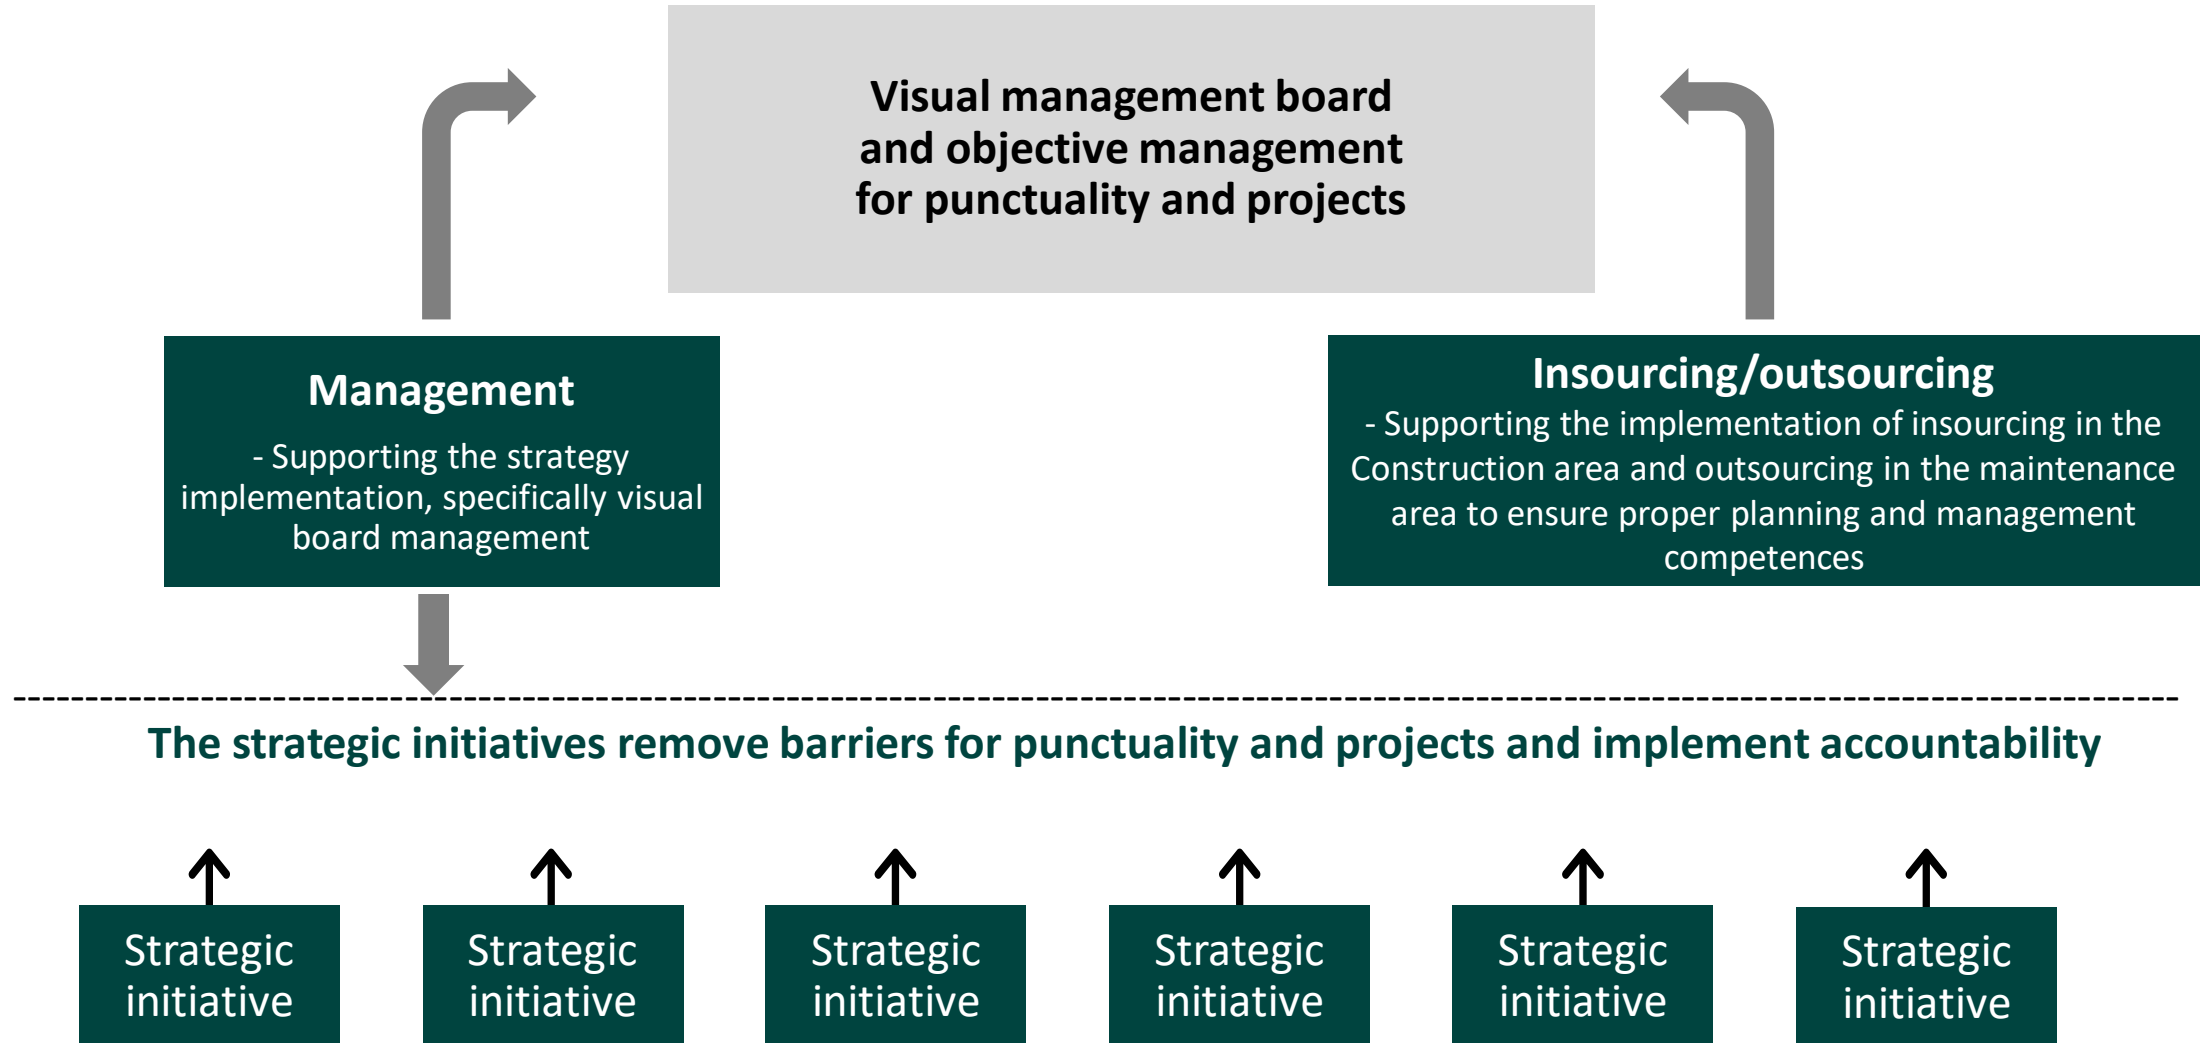 Visual management board
and objective management
for punctuality and projects
Management
- Supporting the strategy
implementation, specifically visual
board management
Insourcing/outsourcing
- Supporting the implementation of insourcing in the
Construction area and outsourcing in the maintenance
area to ensure proper planning and management
competences
The strategic initiatives remove barriers for punctuality and projects and implement accountability
Strategic
initiative
Strategic
initiative
Strategic
initiative
Strategic
initiative
Strategic
initiative
Strategic
initiative